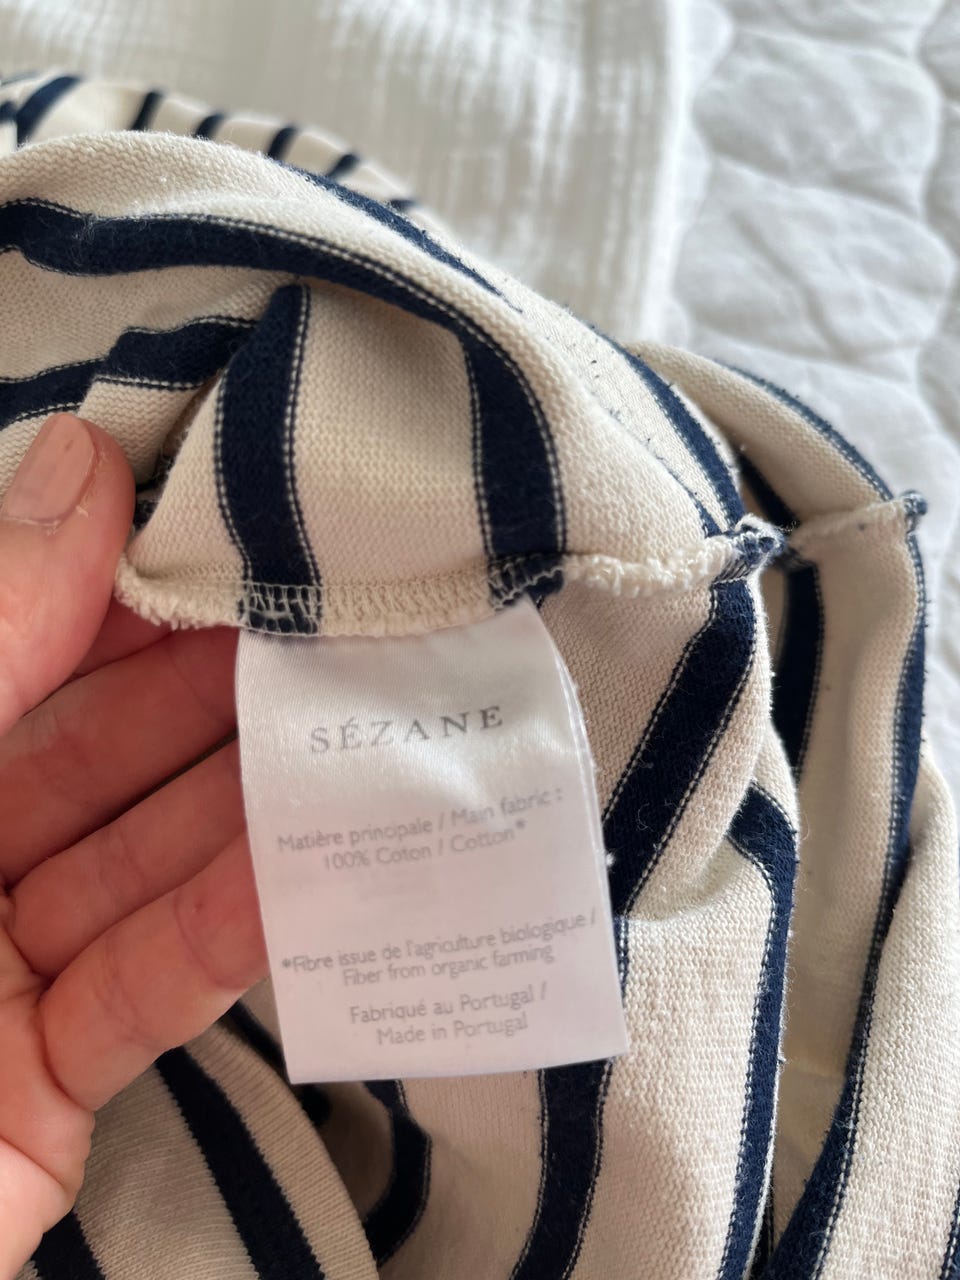 SÉZANE
Matière principale / Main fabric :
100% Coton / Cotton*
*Fibre issue de l'agriculture biologique /
Fiber from organic farming
Fabriqué au Portugal /
Made in Portugal